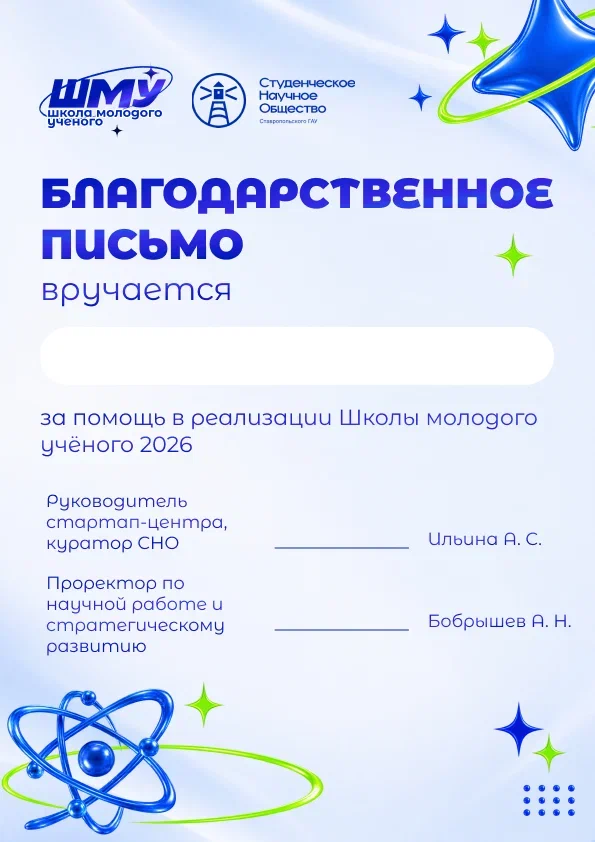 ШМУ
школа молодого
ученого
Студенческое
Научное
Общество
Ставропольского ГАУ
БЛАГОДАРСТВЕННОЕ
ПИСЬМО
вручается
за помощь в реализации Школы молодого
учёного 2026
Руководитель
стартап-центра,
куратор СНО
Ильина А. С.
Проректор по
научной работе и
стратегическому
развитию
Бобрышев А. Н.